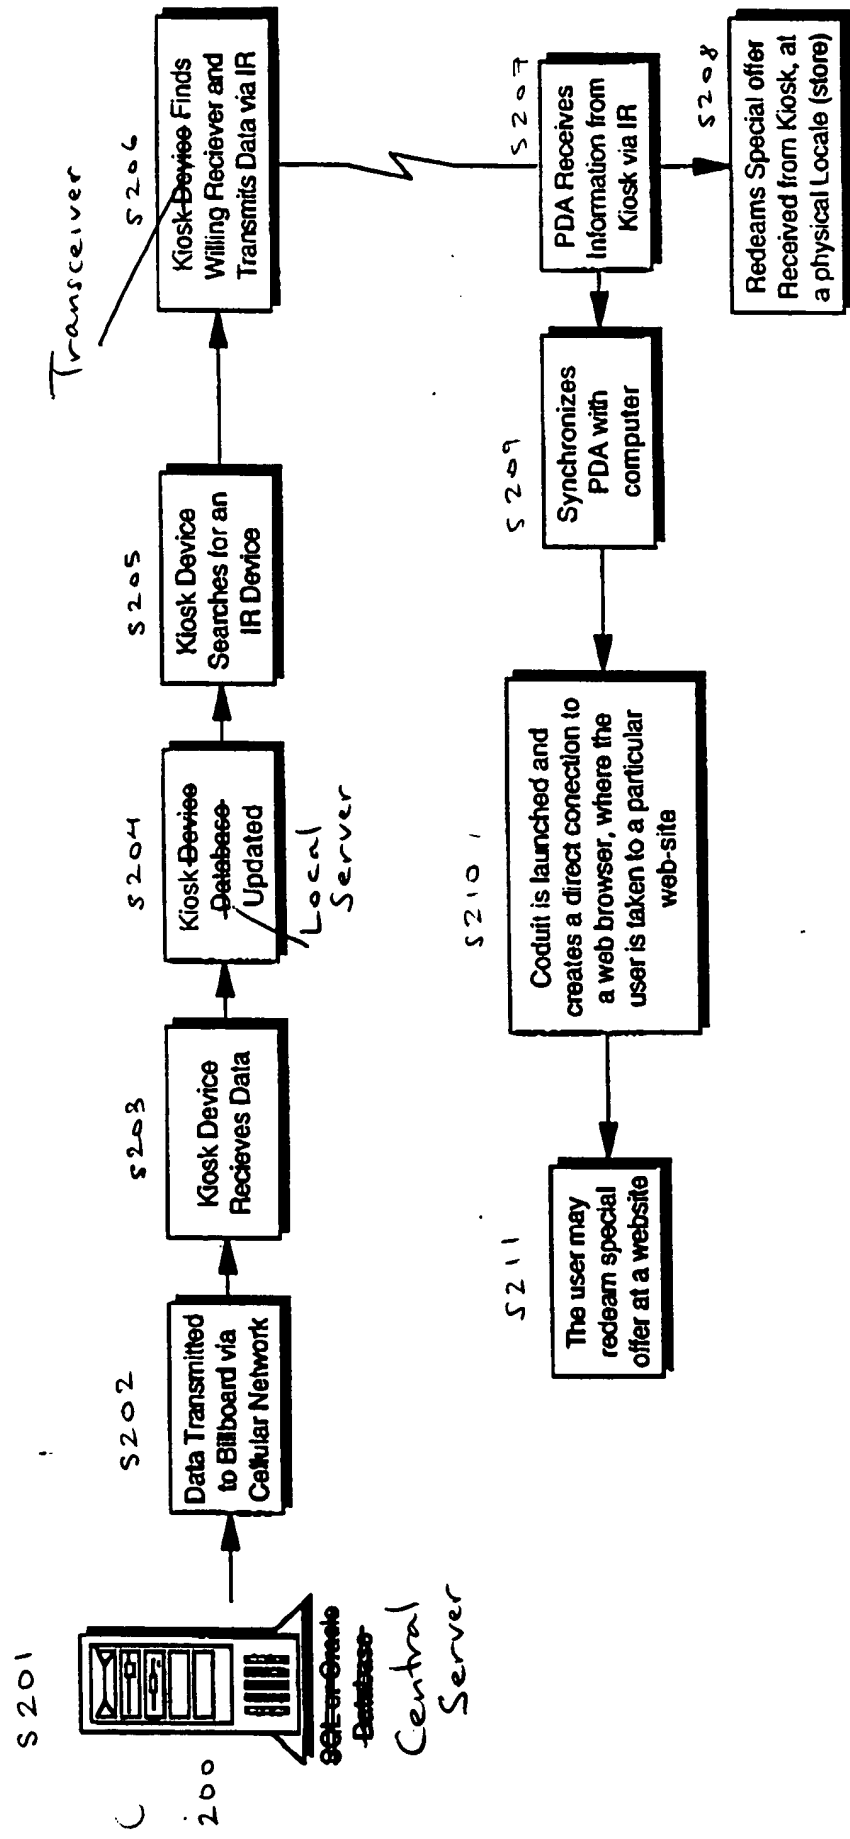 S201
200
SQL or Oracle
Database
Central
Server
S202
Data Transmitted
to Billboard via
Cellular Network
S203
Kiosk Device
Recieves Data
S204
Kiosk Device
Database
Updated
Local
Server
S205
Kiosk Device
Searches for an
IR Device
Transceiver
S206
Kiosk Device Finds
Willing Reciever and
Transmits Data via IR
S207
PDA Receives
Information from
Kiosk via IR
S208
Redeams Special offer
Received from Kiosk, at
a physical Locale (store)
S209
Synchronizes
PDA with
computer
S210
Coduit is launched and
creates a direct conection to
a web browser, where the
user is taken to a particular
web-site
S211
The user may
redeam special
offer at a website